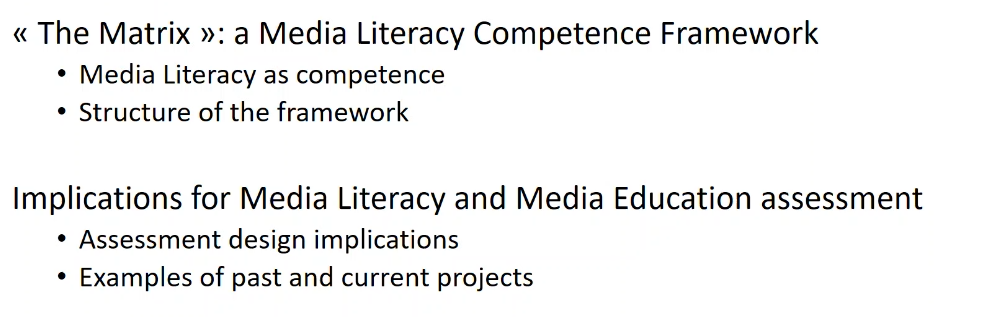 « The Matrix »: a Media Literacy Competence Framework
• Media Literacy as competence
• Structure of the framework
Implications for Media Literacy and Media Education assessment
• Assessment design implications
• Examples of past and current projects